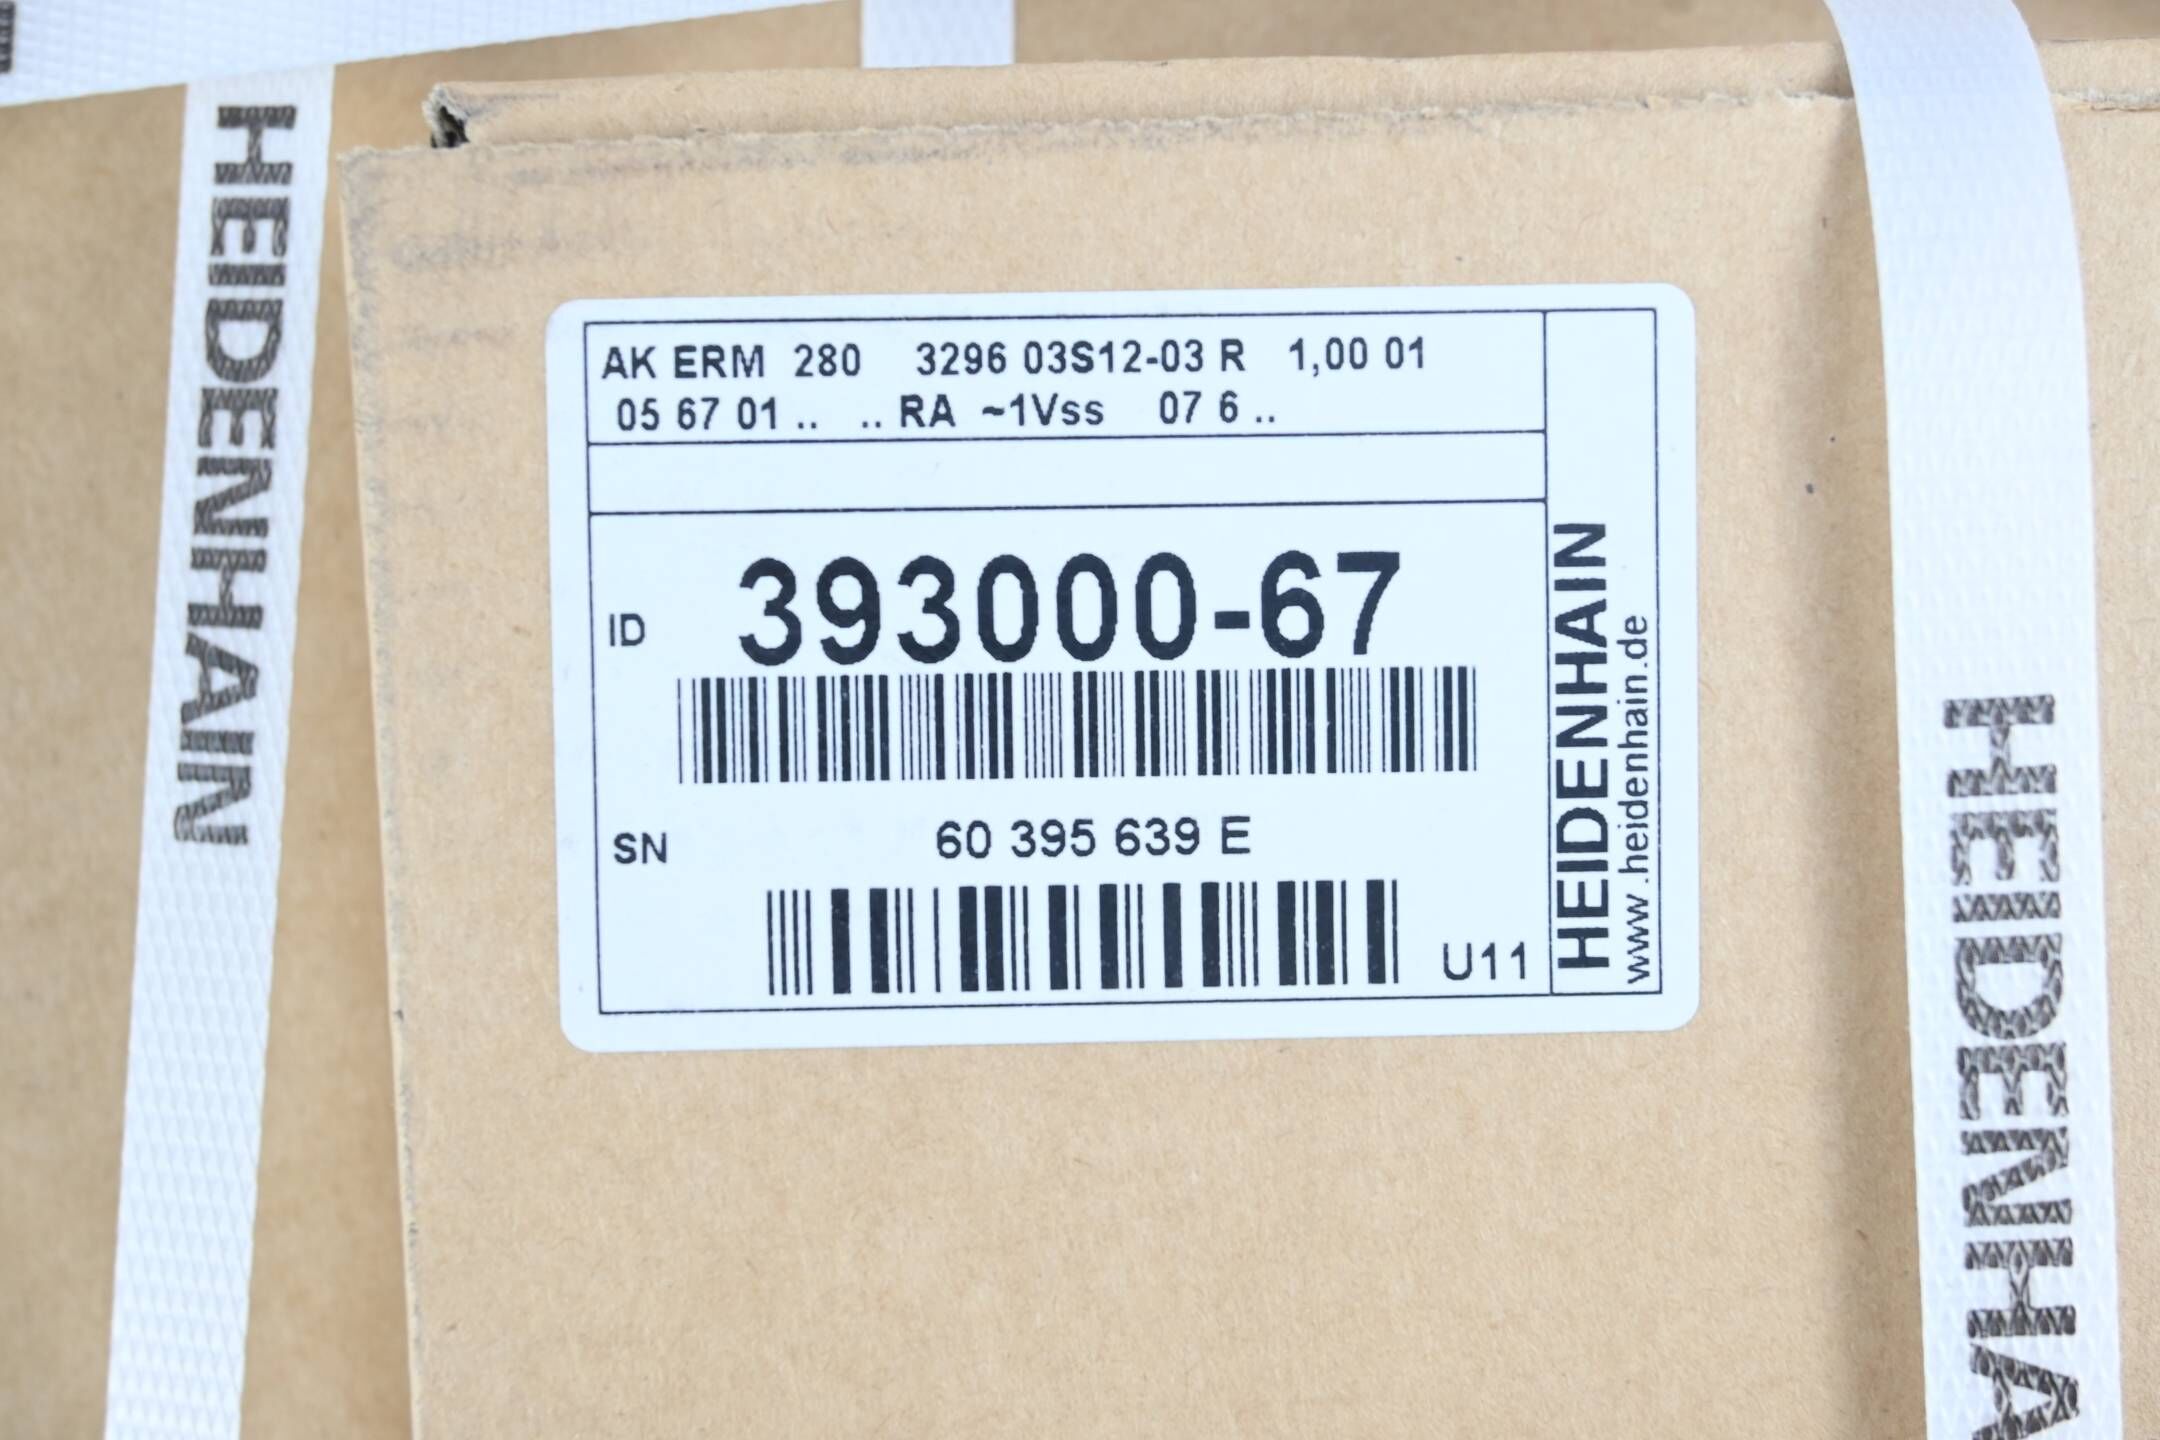 HEIDENHAIN
AK ERM 280 3296 03S12-03 R 1,00 01
05 67 01 .. .. RA ~1Vss 07 6 ..
ID 393000-67
SN 60 395 639 E
U11
HEIDENHAIN
www.heidenhain.de
HEIDENHA